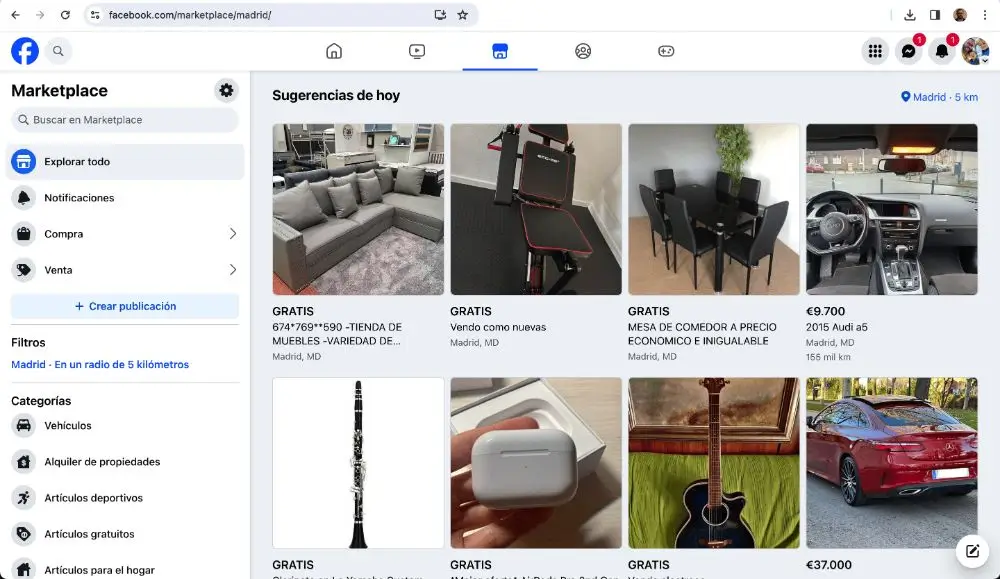 facebook.com/marketplace/madrid/
1
1
Marketplace
Buscar en Marketplace
Explorar todo
Notificaciones
Compra
Venta
+ Crear publicación
Filtros
Madrid · En un radio de 5 kilómetros
Categorías
Vehículos
Alquiler de propiedades
Artículos deportivos
Artículos gratuitos
Artículos para el hogar
Sugerencias de hoy
Madrid · 5 km
GRATIS
674*769**590 -TIENDA DE
MUEBLES -VARIEDAD DE...
Madrid, MD
GRATIS
Vendo como nuevas
Madrid, MD
GRATIS
MESA DE COMEDOR A PRECIO
ECONOMICO E INIGUALABLE
Madrid, MD
€9.700
2015 Audi a5
Madrid, MD
155 mil km
GRATIS
GRATIS
GRATIS
€37.000